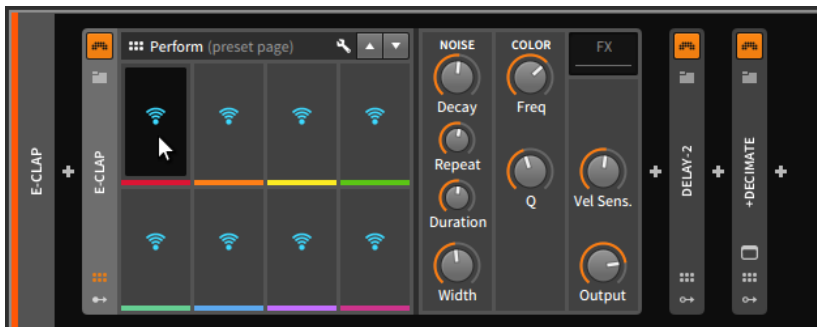 E-CLAP
E-CLAP
Perform (preset page)
NOISE
Decay
Repeat
Duration
Width
COLOR
Freq
Q
FX
Vel Sens.
Output
DELAY-2
+DECIMATE